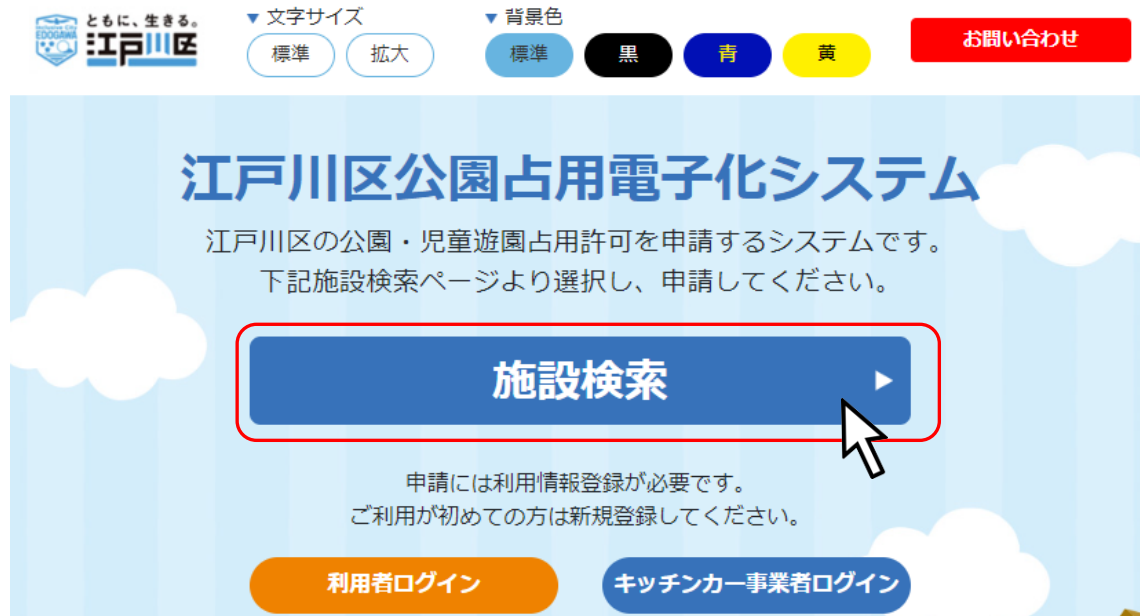 ともに、生きる。
EDOGAWA
江戸川区
▼ 文字サイズ
標準
拡大
▼ 背景色
標準
黒
青
黄
お問い合わせ
江戸川区公園占用電子化システム
江戸川区の公園・児童遊園占用許可を申請するシステムです。
下記施設検索ページより選択し、申請してください。
施設検索
申請には利用情報登録が必要です。
ご利用が初めての方は新規登録してください。
利用者ログイン
キッチンカー事業者ログイン